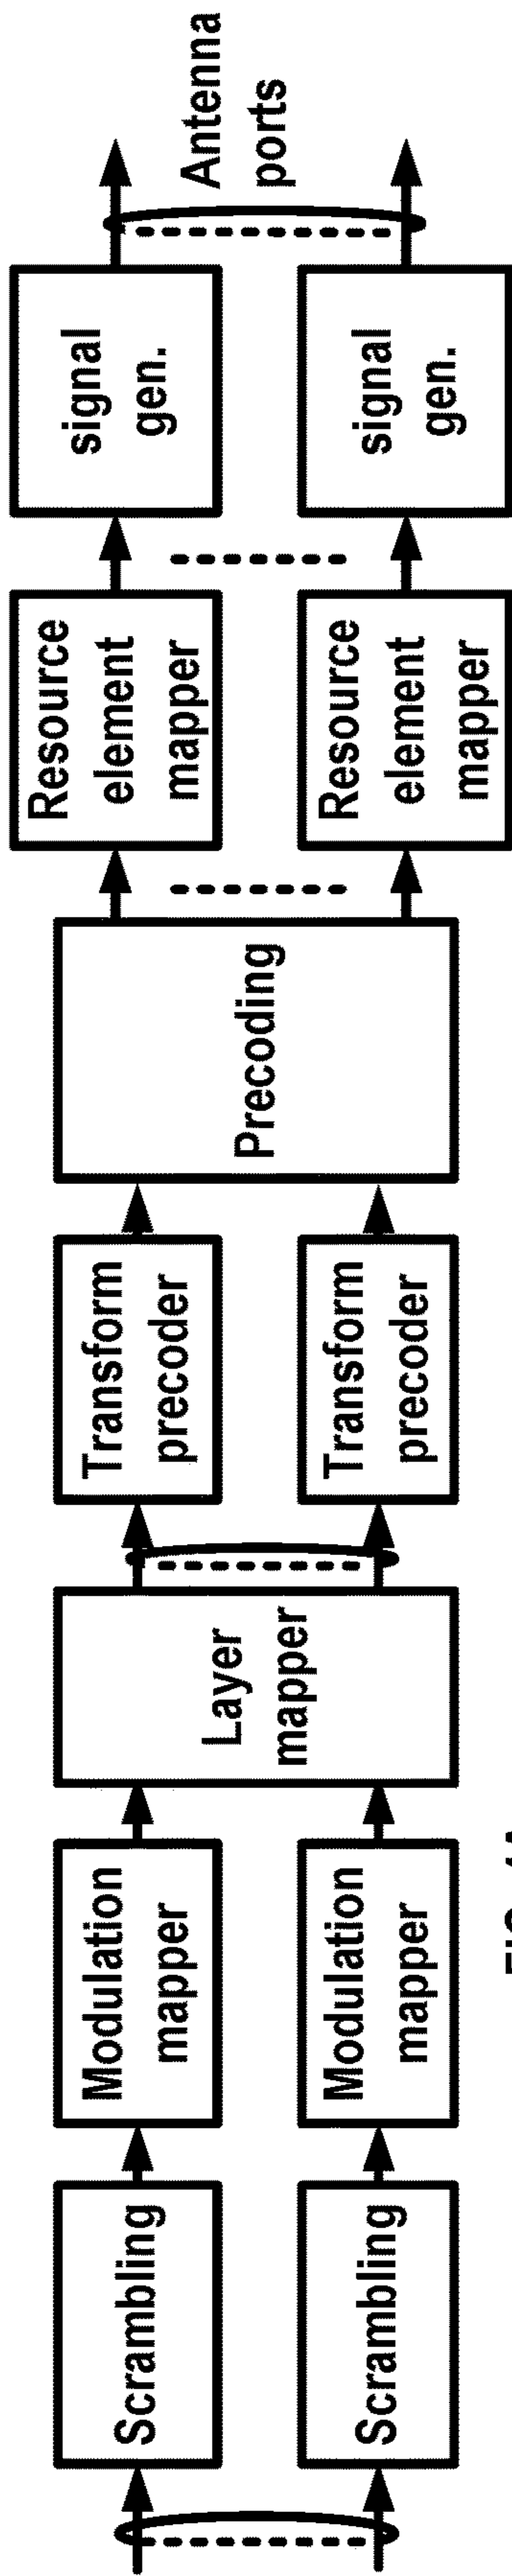 Scrambling
Scrambling
Modulation
mapper
Modulation
mapper
Layer
mapper
Transform
precoder
Transform
precoder
Precoding
Resource
element
mapper
Resource
element
mapper
signal
gen.
signal
gen.
Antenna
ports